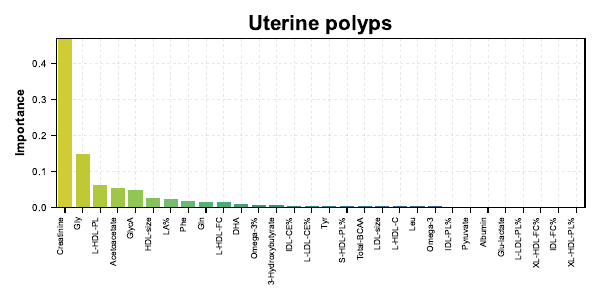 Uterine polyps
Importance
0.4
0.3
0.2
0.1
0.0
Creatinine
Gly
L-HDL-PL
Acetoacetate
GlycA
HDL-size
LA%
Phe
Gln
L-HDL-FC
DHA
Omega-3%
3-Hydroxybutyrate
IDL-CE%
L-LDL-CE%
Tyr
S-HDL-PL%
Total-BCAA
LDL-size
L-HDL-C
Leu
Omega-3
IDL-PL%
Pyruvate
Albumin
Glu-lactate
L-LDL-PL%
XL-HDL-FC%
IDL-FC%
XL-HDL-PL%